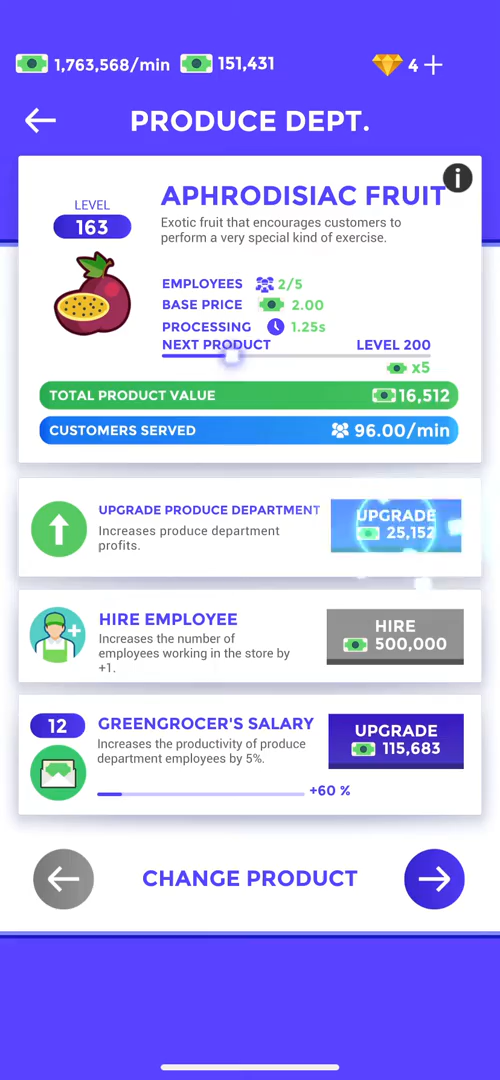 1,763,568/min 151,431 4
PRODUCE DEPT.
LEVEL
163
APHRODISIAC FRUIT
i
Exotic fruit that encourages customers to
perform a very special kind of exercise.
EMPLOYEES 2/5
BASE PRICE 2.00
PROCESSING 1.25s
NEXT PRODUCT LEVEL 200
x5
TOTAL PRODUCT VALUE 16,512
CUSTOMERS SERVED 96.00/min
UPGRADE PRODUCE DEPARTMENT
Increases produce department
profits.
UPGRADE
25,152
HIRE EMPLOYEE
Increases the number of
employees working in the store by
+1.
HIRE
500,000
12
GREENGROCER'S SALARY
Increases the productivity of produce
department employees by 5%.
+60 %
UPGRADE
115,683
CHANGE PRODUCT